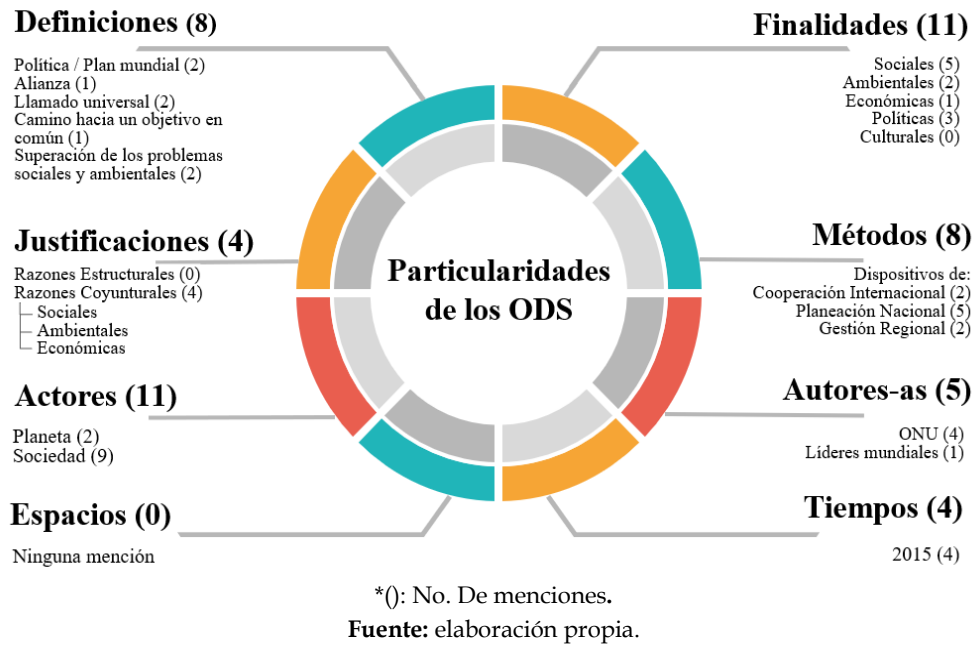 Definiciones (8)
Política / Plan mundial (2)
Alianza (1)
Llamado universal (2)
Camino hacia un objetivo en
común (1)
Superación de los problemas
sociales y ambientales (2)
Justificaciones (4)
Razones Estructurales (0)
Razones Coyunturales (4)
Sociales
Ambientales
Económicas
Actores (11)
Planeta (2)
Sociedad (9)
Espacios (0)
Ninguna mención
Particularidades
de los ODS
Finalidades (11)
Sociales (5)
Ambientales (2)
Económicas (1)
Políticas (3)
Culturales (0)
Métodos (8)
Dispositivos de:
Cooperación Internacional (2)
Planeación Nacional (5)
Gestión Regional (2)
Autores-as (5)
ONU (4)
Líderes mundiales (1)
Tiempos (4)
2015 (4)
*(): No. De menciones.
Fuente: elaboración propia.